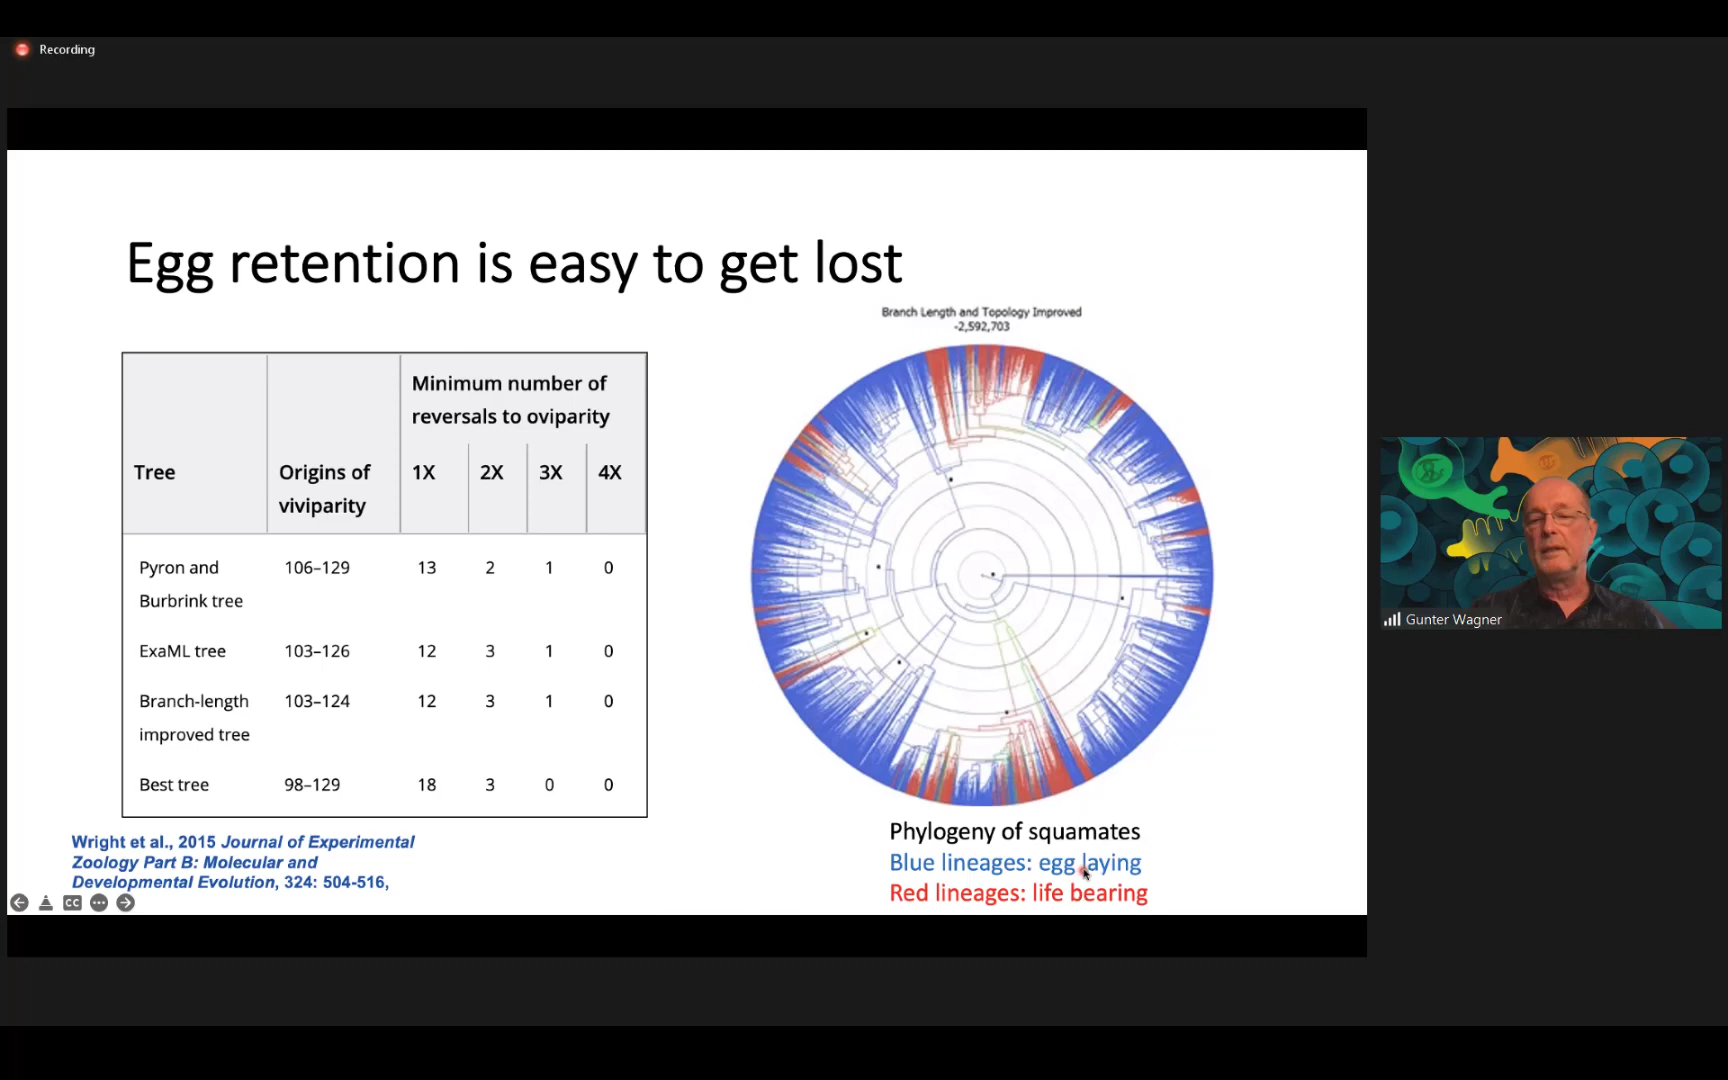 Recording
Egg retention is easy to get lost
Branch Length and Topology Improved
-2,592,703
Minimum number of
reversals to oviparity
Tree
Origins of
viviparity
1X
2X
3X
4X
Pyron and
Burbrink tree
106–129
13
2
1
0
ExaML tree
103–126
12
3
1
0
Branch-length
improved tree
103–124
12
3
1
0
Best tree
98–129
18
3
0
0
Wright et al., 2015 Journal of Experimental
Zoology Part B: Molecular and
Developmental Evolution, 324: 504-516,
Phylogeny of squamates
Blue lineages: egg laying
Red lineages: life bearing
CC
Gunter Wagner